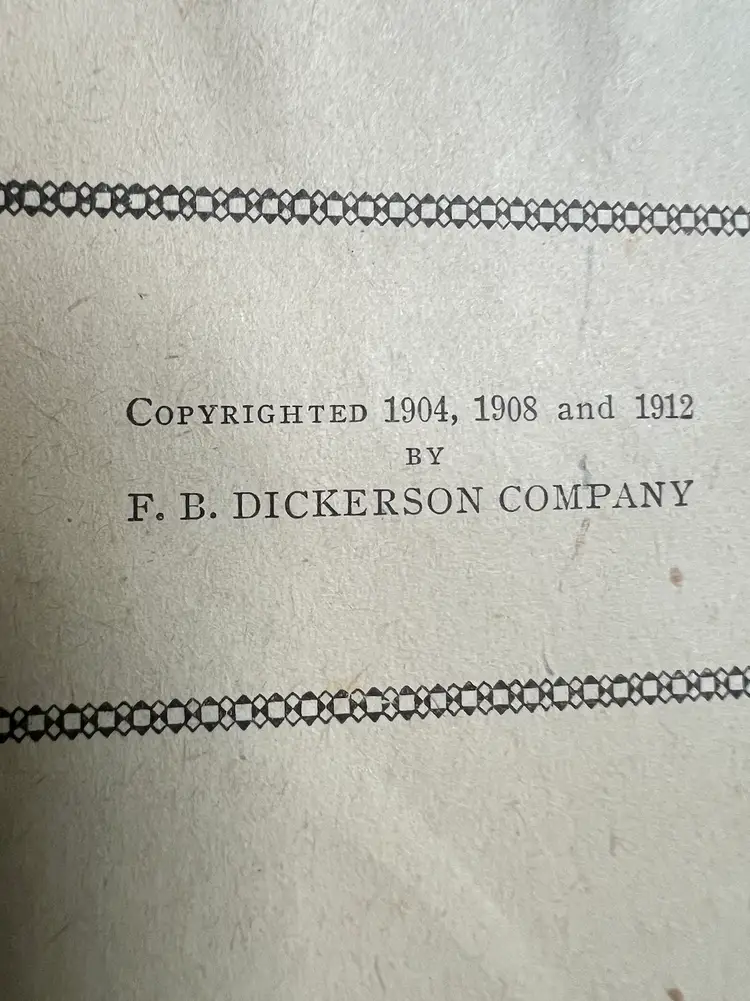 COPYRIGHTED 1904, 1908 and 1912
BY
F. B. DICKERSON COMPANY